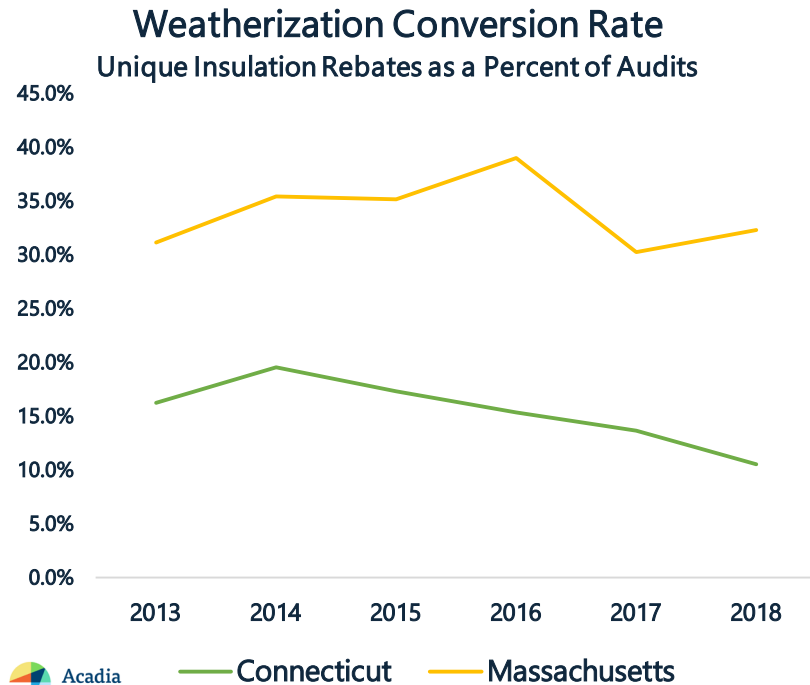 Weatherization Conversion Rate
Unique Insulation Rebates as a Percent of Audits
45.0%
40.0%
35.0%
30.0%
25.0%
20.0%
15.0%
10.0%
5.0%
0.0%
2013 2014 2015 2016 2017 2018
Acadia Connecticut Massachusetts